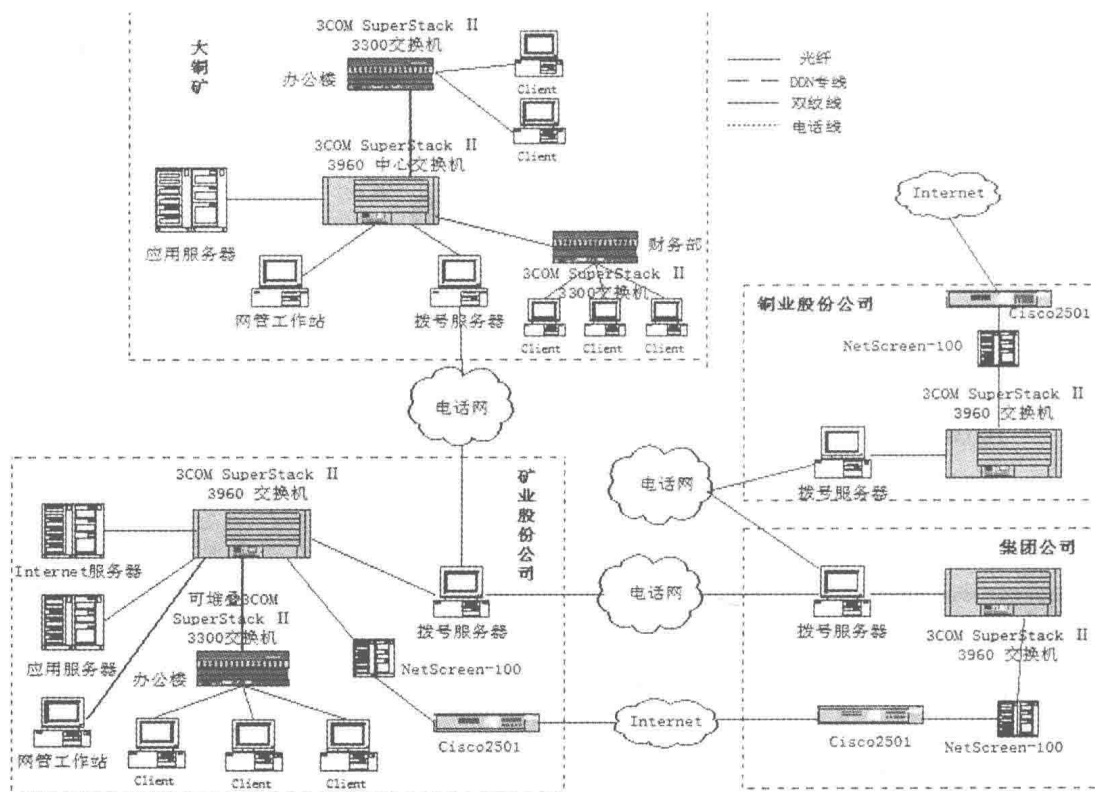 大铜矿
3COM SuperStack II
3300交换机
办公楼
Client
Client
3COM SuperStack II
3960 中心交换机
应用服务器
网管工作站
拨号服务器
财务部
3COM SuperStack II
3300交换机
Client
Client
Client
光纤
DDN专线
双绞线
电话线
Internet
铜业股份公司
Cisco2501
NetScreen-100
3COM SuperStack II
3960 交换机
拨号服务器
电话网
电话网
矿业股份公司
3COM SuperStack II
3960 交换机
Internet服务器
可堆叠3COM
SuperStack II
3300交换机
应用服务器
办公楼
网管工作站
Client
Client
Client
拨号服务器
NetScreen-100
Cisco2501
电话网
Internet
集团公司
拨号服务器
3COM SuperStack II
3960 交换机
Cisco2501
NetScreen-100